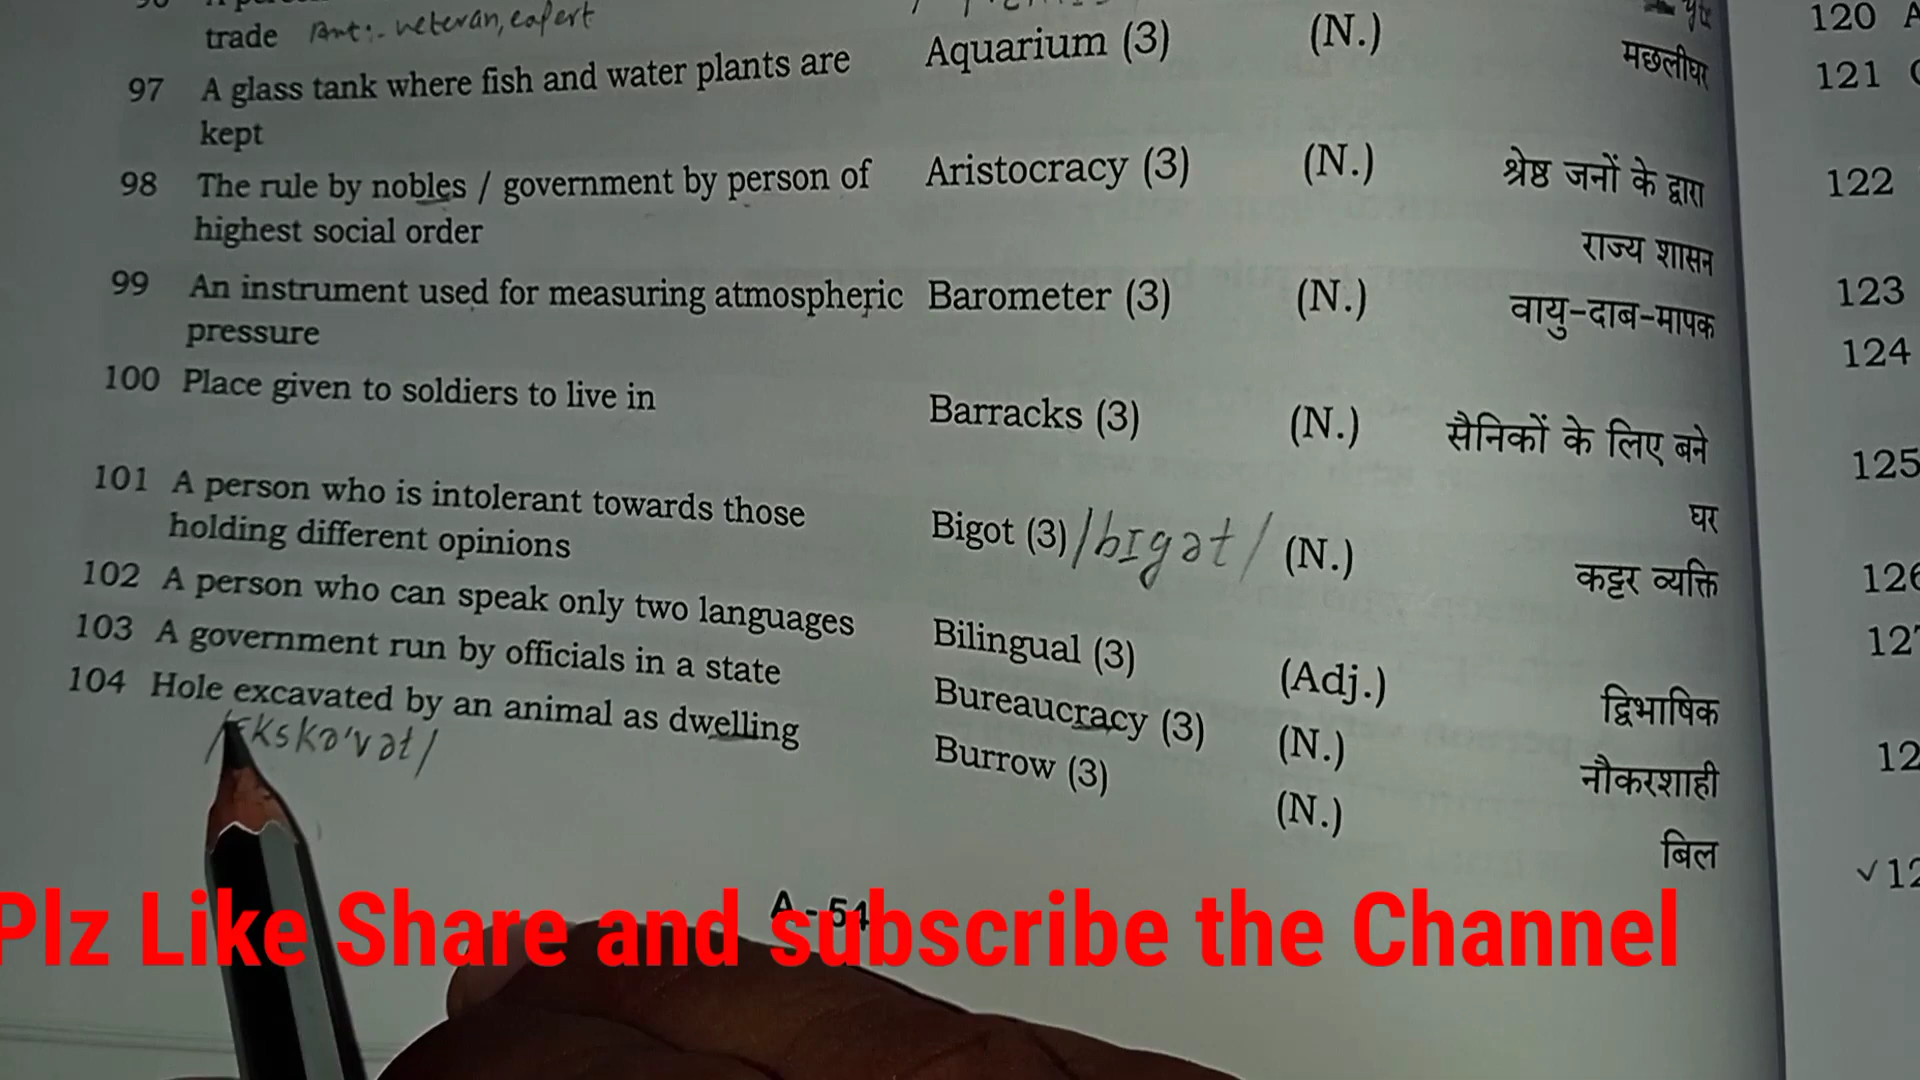 trade Ant:- veteran, expert
97 A glass tank where fish and water plants are Aquarium (3) (N.) मछलीघर
kept
98 The rule by nobles / government by person of Aristocracy (3) (N.) श्रेष्ठ जनों के द्वारा
highest social order राज्य शासन
99 An instrument used for measuring atmospheric Barometer (3) (N.) वायु-दाब-मापक
pressure
100 Place given to soldiers to live in Barracks (3) (N.) सैनिकों के लिए बने
घर
101 A person who is intolerant towards those Bigot (3) /bɪgət/ (N.) कट्टर व्यक्ति
holding different opinions
102 A person who can speak only two languages Bilingual (3) (Adj.) द्विभाषिक
103 A government run by officials in a state Bureaucracy (3) (N.) नौकरशाही
104 Hole excavated by an animal as dwelling Burrow (3) (N.) बिल
A - 54
Plz Like Share and subscribe the Channel
120
121
122
123
124
125